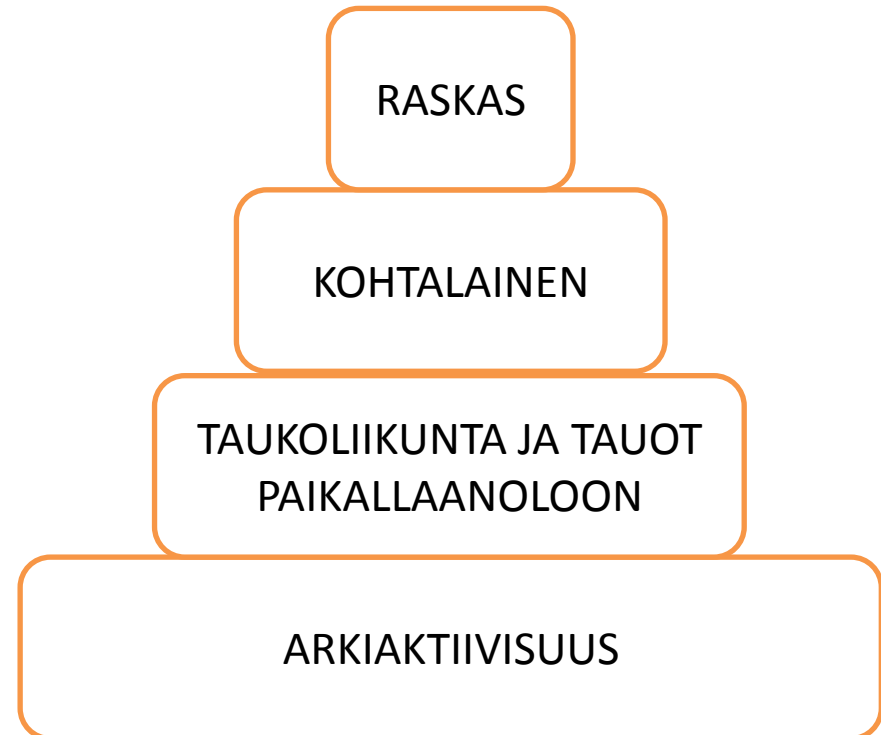 RASKAS
KOHTALAINEN
TAUKOLIIKUNTA JA TAUOT
PAIKALLAANOLOON
ARKIAKTIIVISUUS